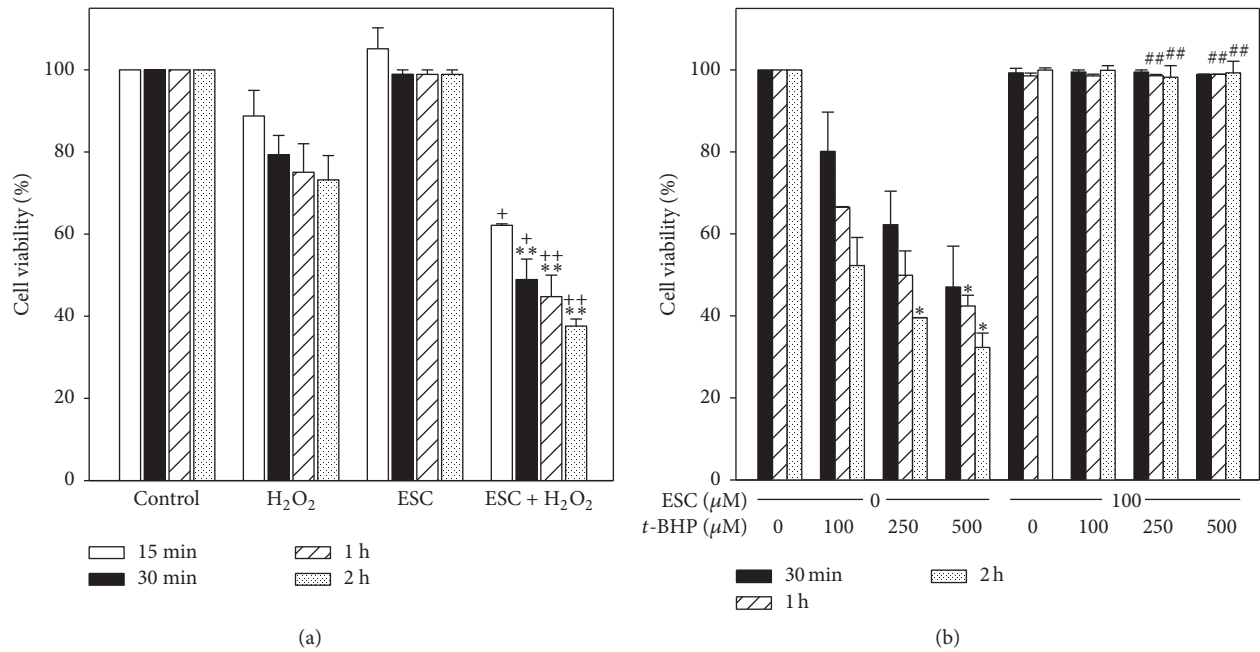 Cell viability (%)
100
80
60
40
20
0
+
+
**
++
**
++
**
Control
H₂O₂
ESC
ESC + H₂O₂
15 min
1 h
30 min
2 h
(a)
Cell viability (%)
100
80
60
40
20
0
*
*
*
## ##
## ##
ESC (μM) 0 100
t-BHP (μM) 0 100 250 500 0 100 250 500
30 min
2 h
1 h
(b)